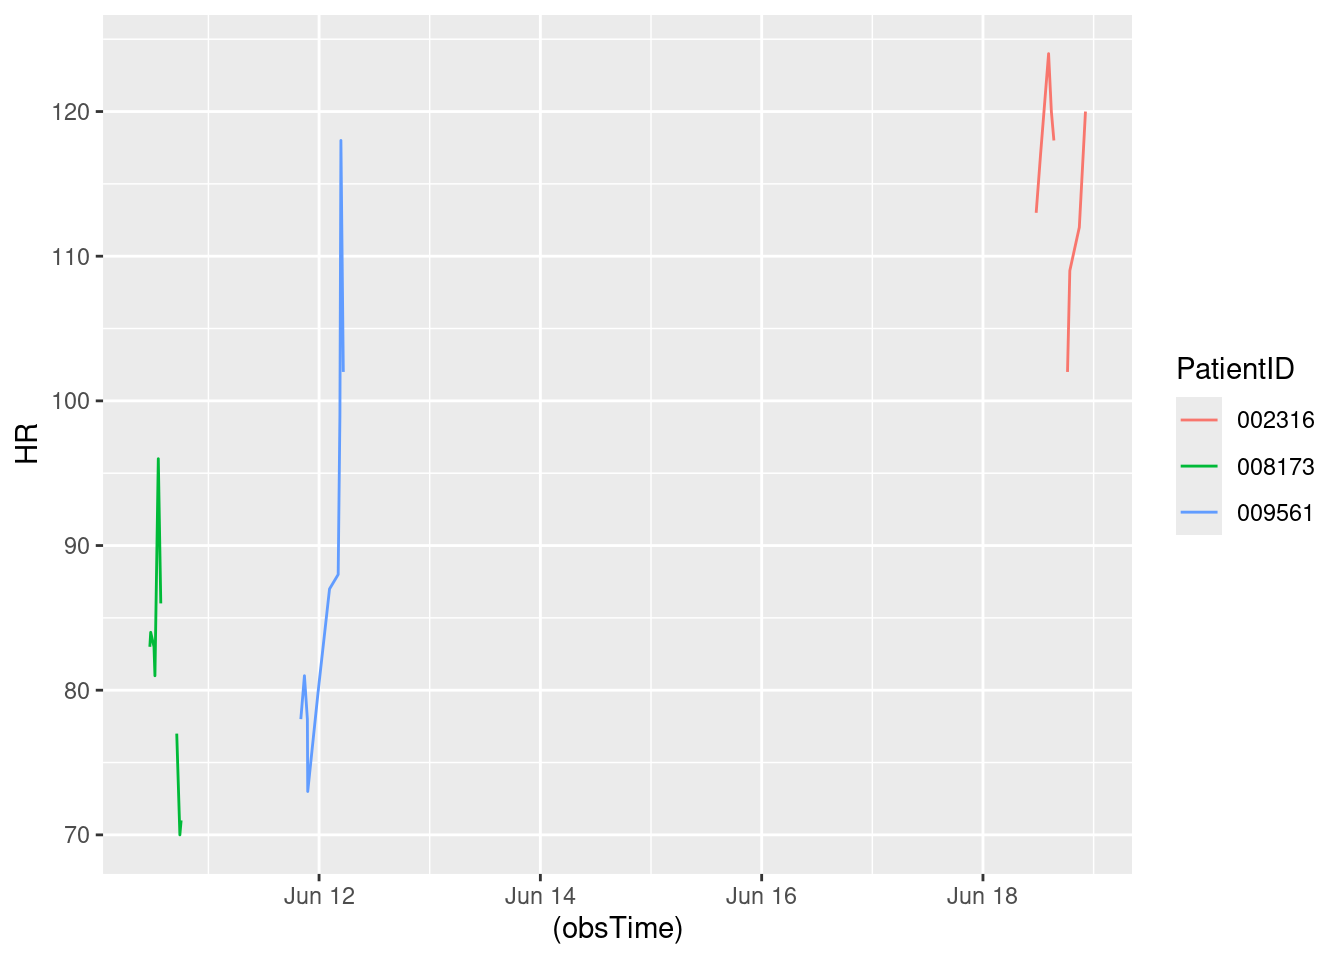 120
110
100
90
80
70
HR
Jun 12
Jun 14
Jun 16
Jun 18
(obsTime)
PatientID
002316
008173
009561